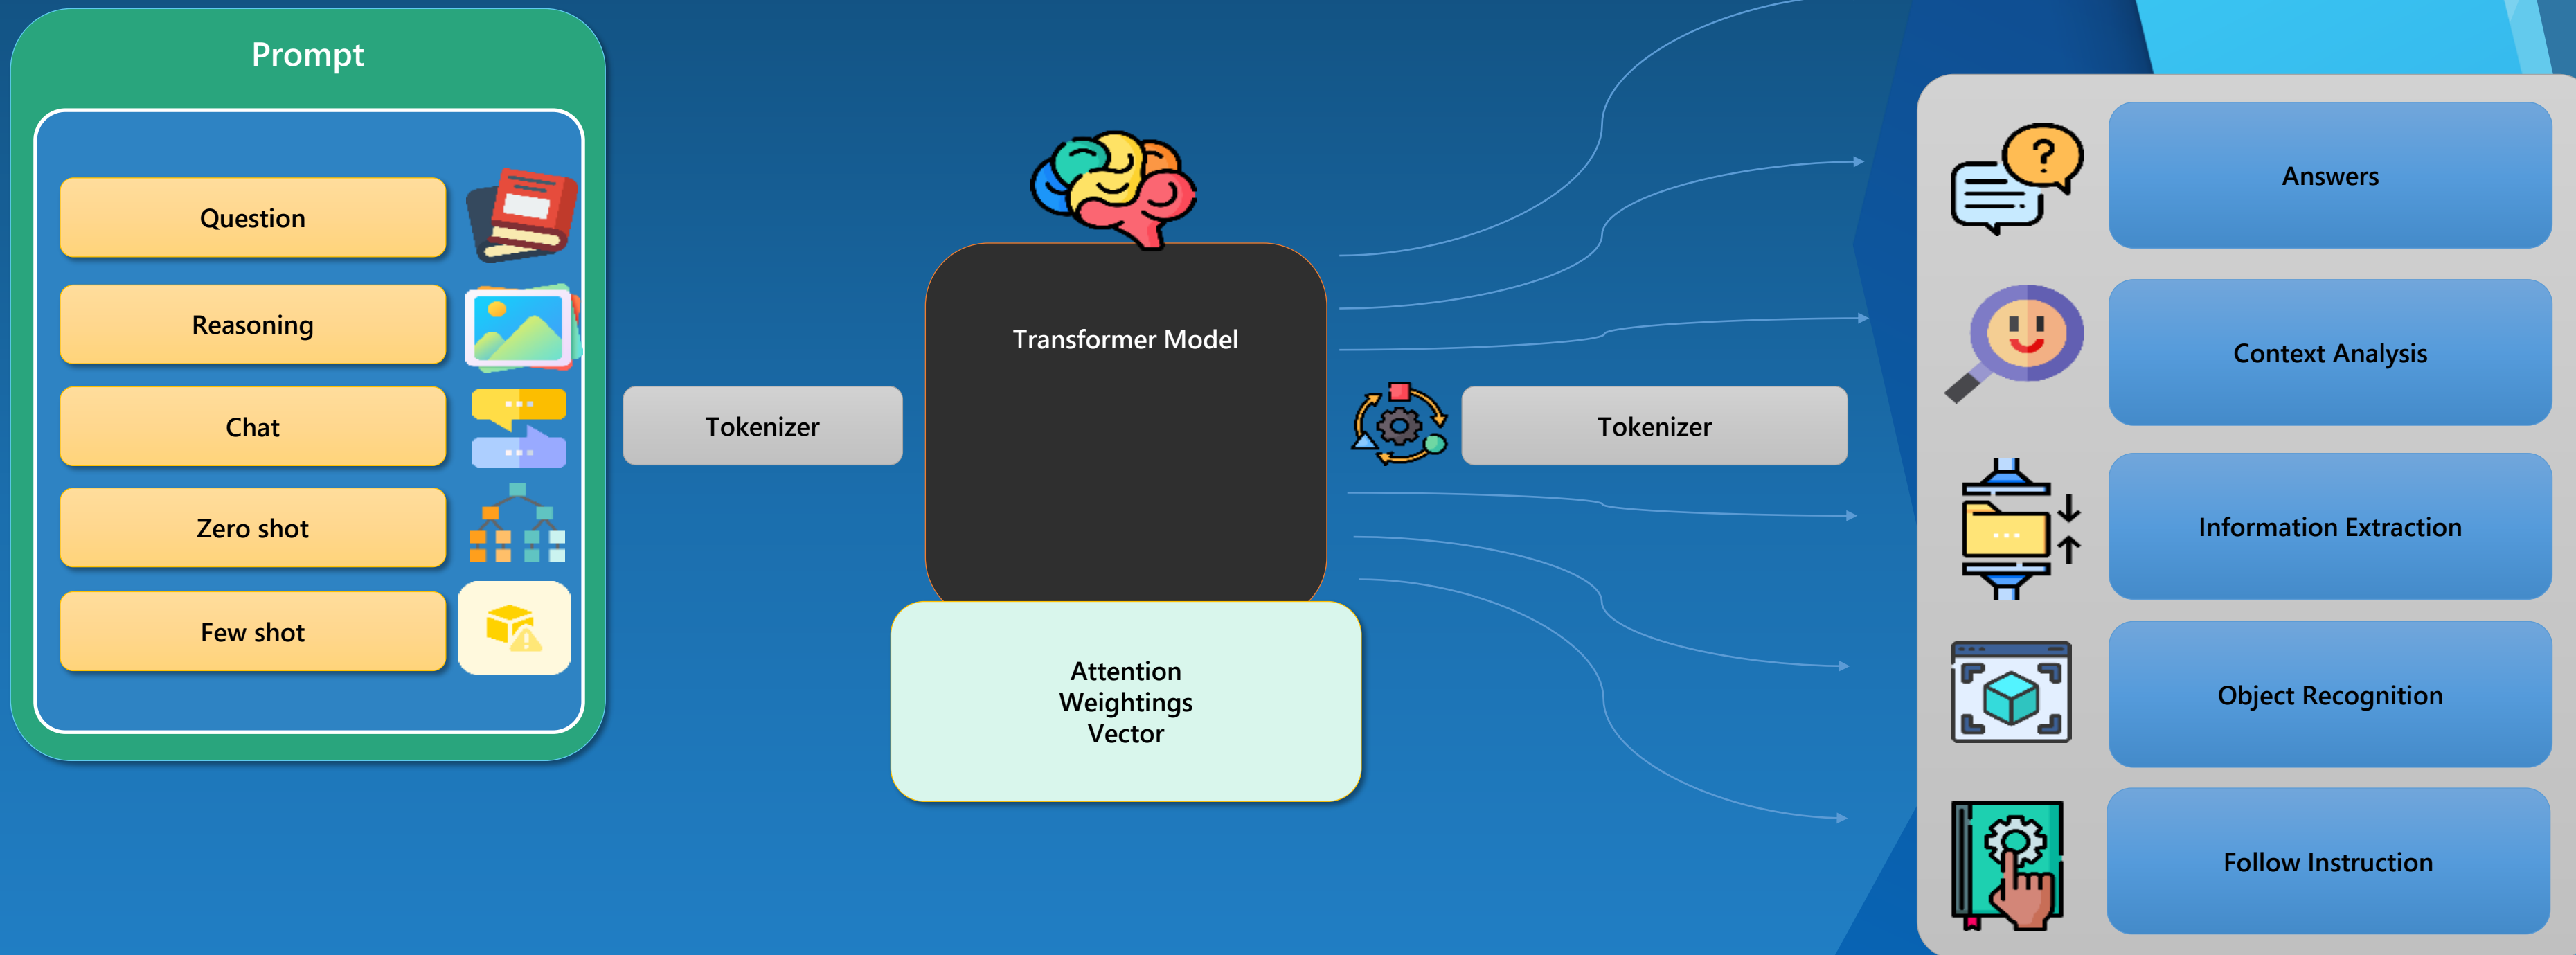 Prompt
Question
Reasoning
Chat
Zero shot
Few shot
Tokenizer
Transformer Model
Attention
Weightings
Vector
Tokenizer
Answers
Context Analysis
Information Extraction
Object Recognition
Follow Instruction